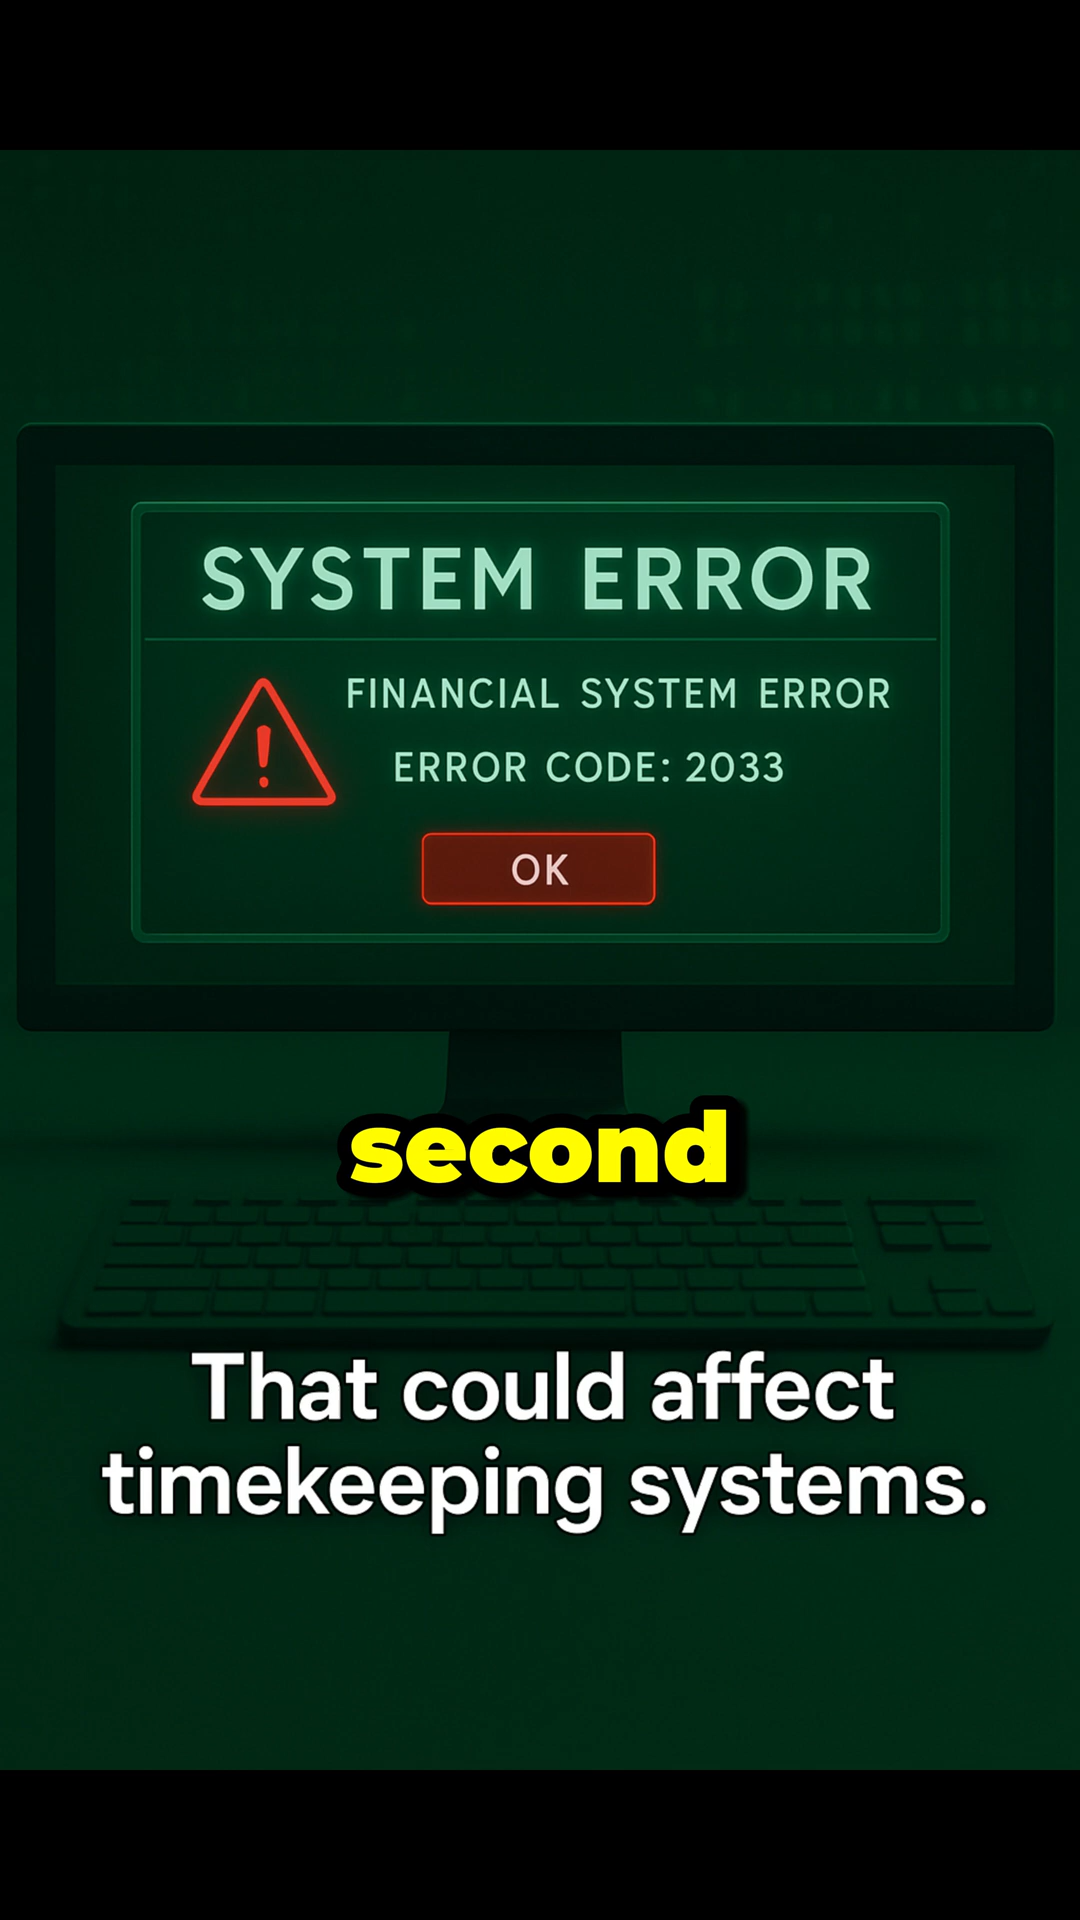 SYSTEM ERROR
FINANCIAL SYSTEM ERROR
ERROR CODE: 2033
OK
second
That could affect
timekeeping systems.